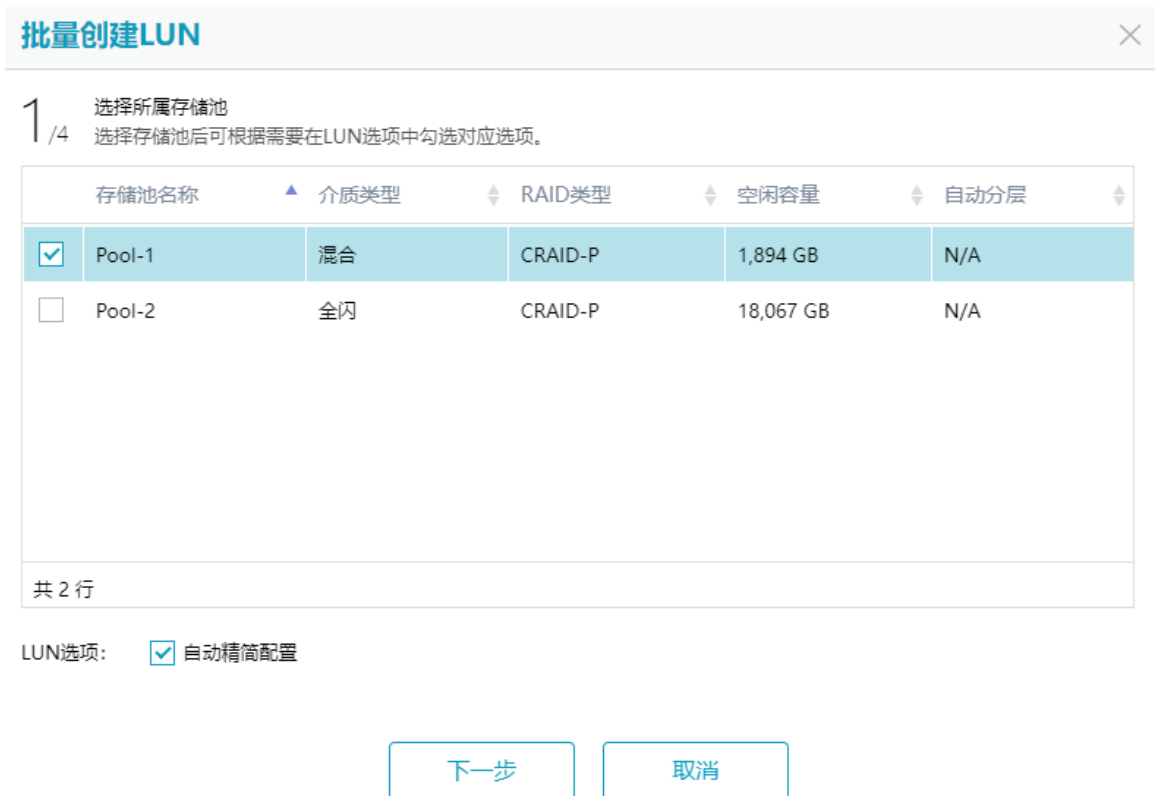 批量创建LUN
1/4 选择所属存储池
选择存储池后可根据需要在LUN选项中勾选对应选项。
存储池名称 介质类型 RAID类型 空闲容量 自动分层
Pool-1 混合 CRAID-P 1,894 GB N/A
Pool-2 全闪 CRAID-P 18,067 GB N/A
共 2 行
LUN选项: 自动精简配置
下一步 取消